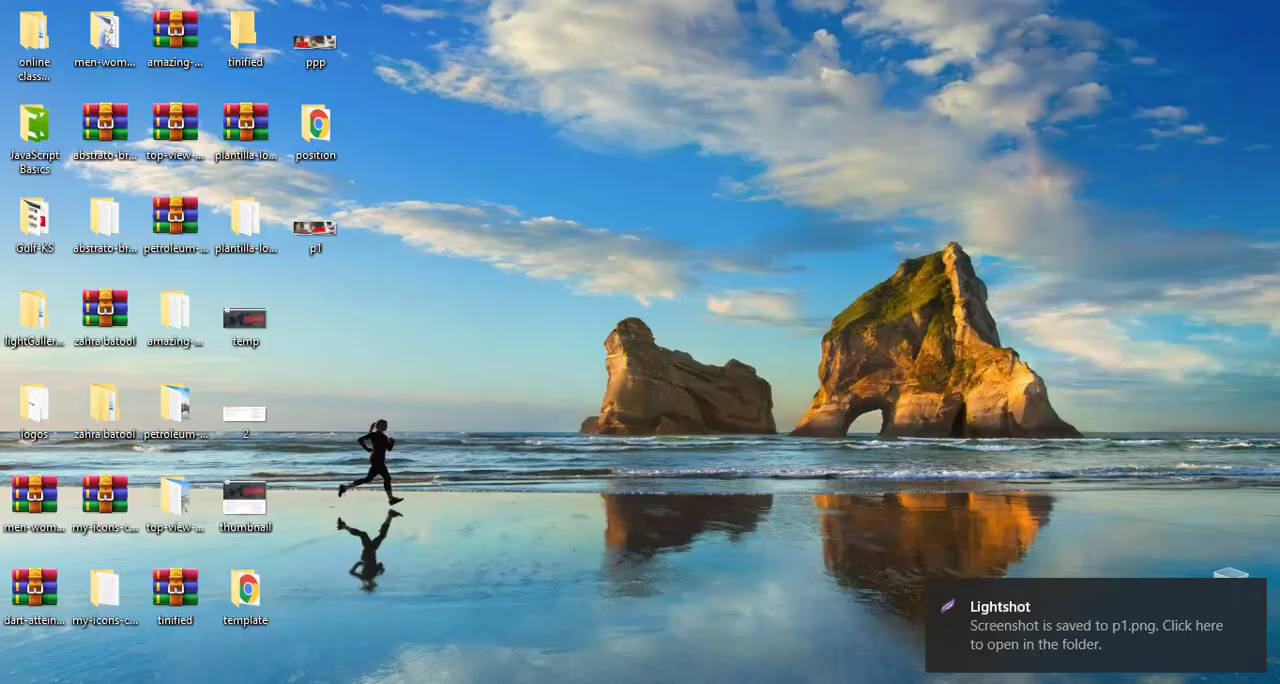 online
class...
men-wom...
amazing-...
tinified
ppp
JavaScript
Basics
abstrato-br...
top-view-...
plantilla-lo...
position
Gulf-KS
abstrato-br...
petroleum-...
plantilla-lo...
p1
lightGaller...
zahra batool
amazing-...
temp
logos
zahra batool
petroleum-...
2
men-wom...
my-icons-c...
top-view-...
thumbnail
dart-attein...
my-icons-c...
tinified
template
Lightshot
Screenshot is saved to p1.png. Click here
to open in the folder.